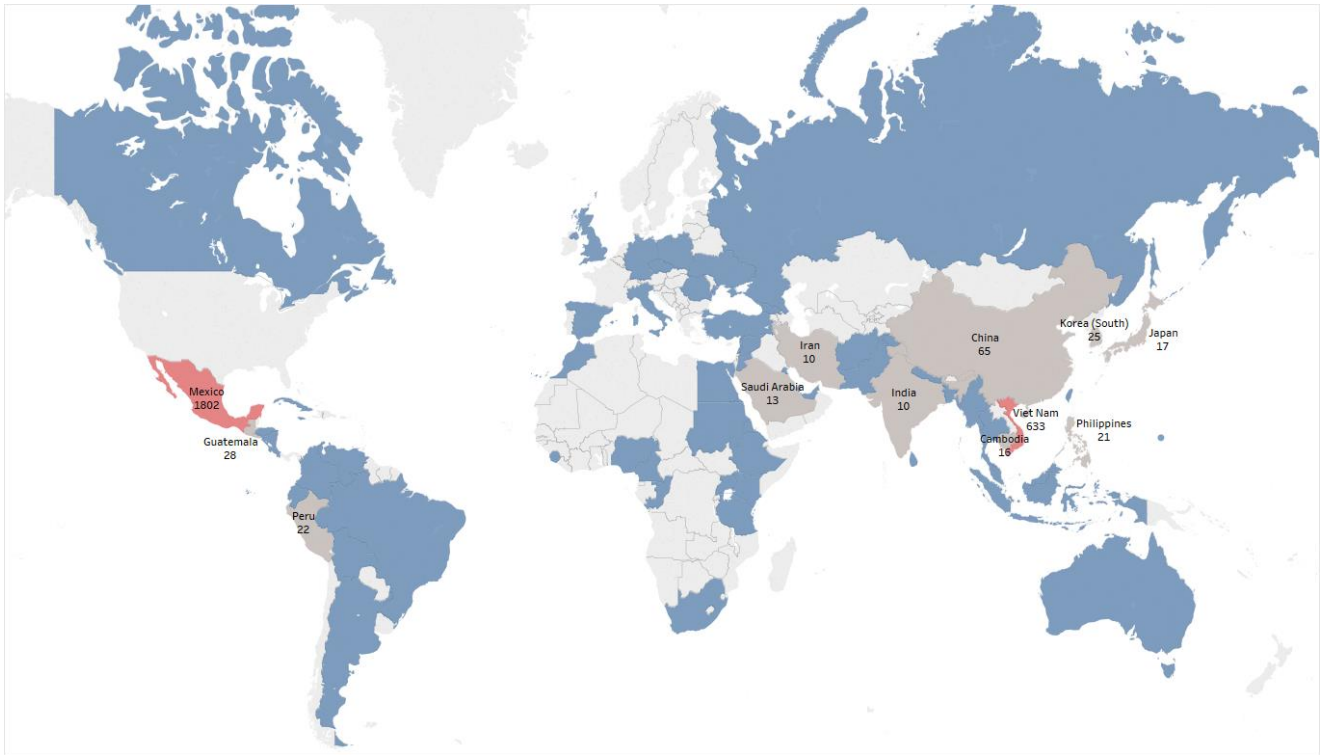 Mexico
1802
Guatemala
28
Peru
22
Saudi Arabia
13
Iran
10
India
10
China
65
Korea (South)
25
Japan
17
Viet Nam
633
Cambodia
16
Philippines
21